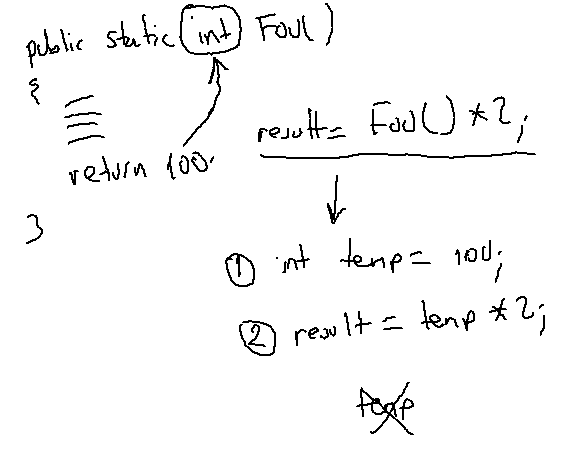 public static int Foo()
{
return 100;
}
result = Foo() * 2;
① int temp = 100;
② result = temp * 2;
temp